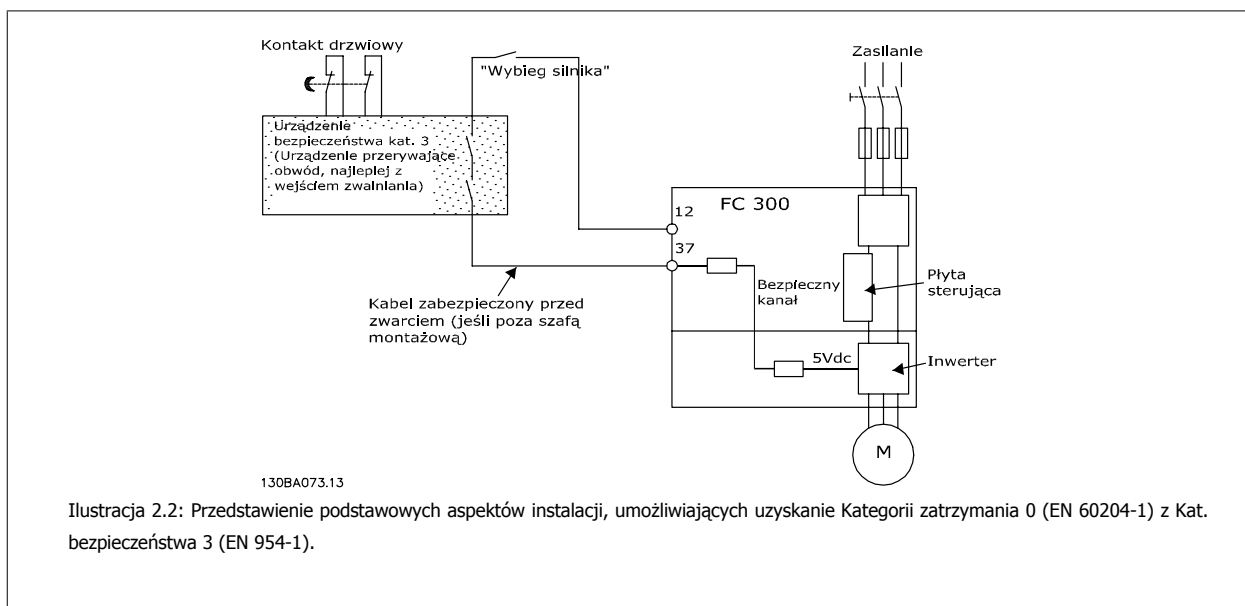 Kontakt drzwiowy
"Wybieg silnika"
Zasilanie
Urządzenie
bezpieczeństwa kat. 3
(Urządzenie przerywające
obwód, najlepiej z
wejściem zwalniania)
12
FC 300
37
Bezpieczny
kanał
Płyta
sterująca
Kabel zabezpieczony przed
zwarciem (jeśli poza szafą
montażową)
5Vdc
Inwerter
M
130BA073.13
Ilustracja 2.2: Przedstawienie podstawowych aspektów instalacji, umożliwiających uzyskanie Kategorii zatrzymania 0 (EN 60204-1) z Kat.
bezpieczeństwa 3 (EN 954-1).